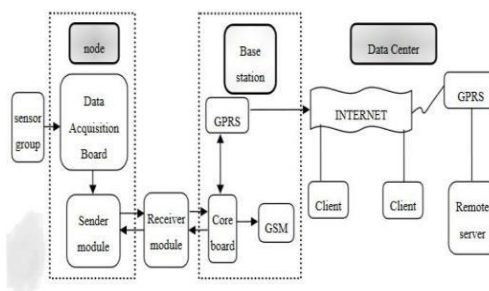 node
Base
station
Data Center
Data
Acquisition
Board
sensor
group
GPRS
INTERNET
GPRS
Sender
module
Receiver
module
Core
board
GSM
Client
Client
Remote
server